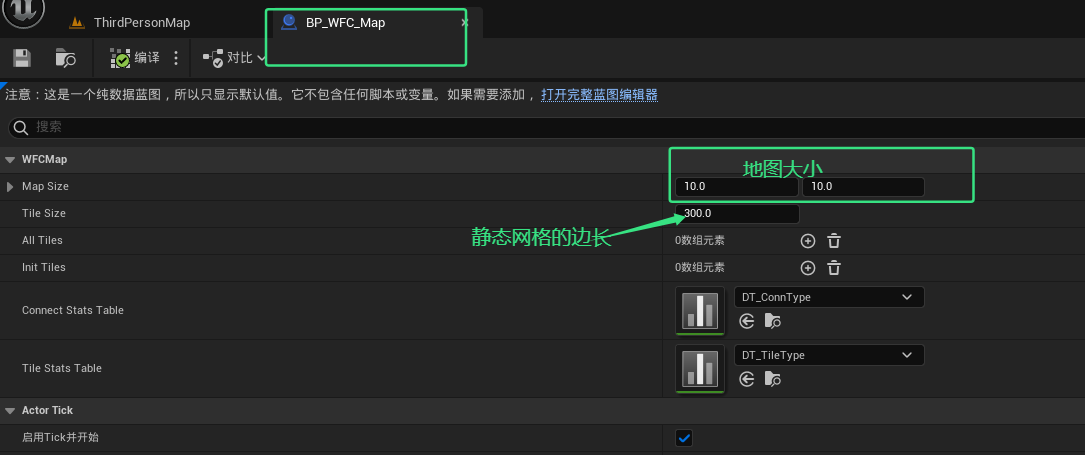 ThirdPersonMap
BP_WFC_Map
编译
对比
注意：这是一个纯数据蓝图，所以只显示默认值。它不包含任何脚本或变量。如果需要添加，打开完整蓝图编辑器
搜索
WFCMap
地图大小
Map Size
10.0
10.0
Tile Size
300.0
静态网格的边长
All Tiles
0数组元素
Init Tiles
0数组元素
Connect Stats Table
DT_ConnType
Tile Stats Table
DT_TileType
Actor Tick
启用Tick并开始